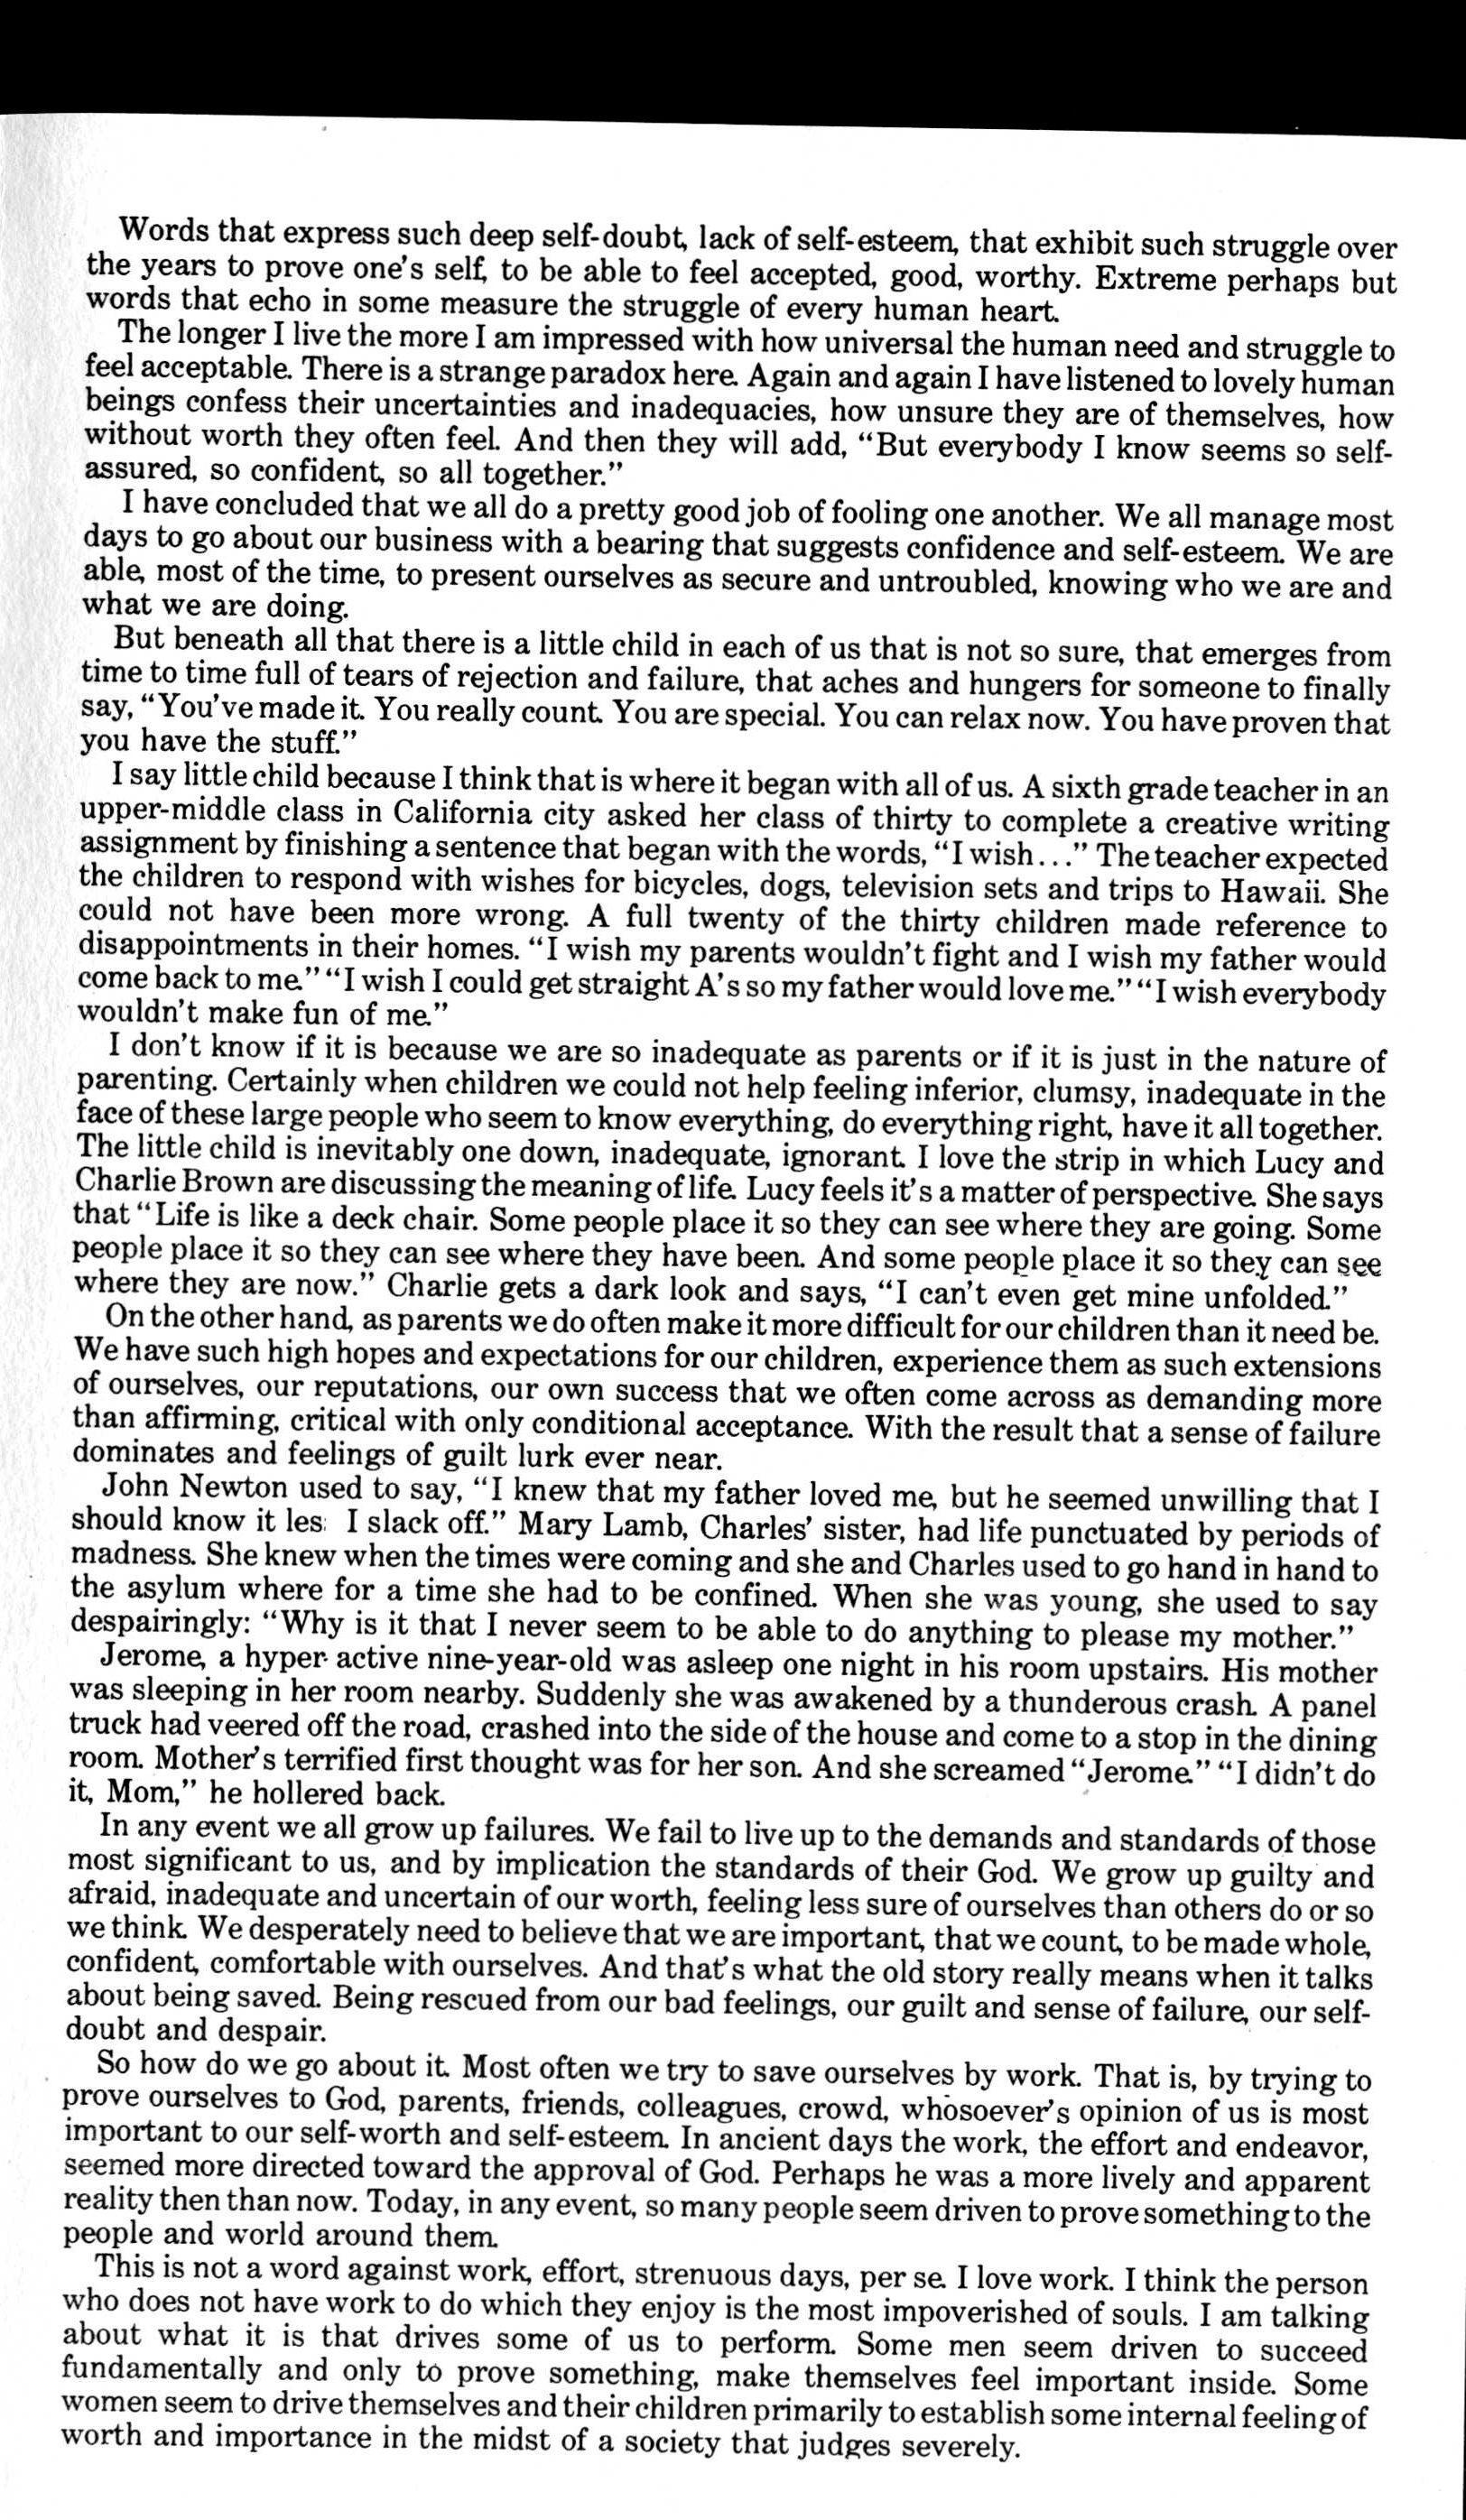 Words that express such deep self-doubt, lack of self-esteem, that exhibit such struggle over
the years to prove one's self, to be able to feel accepted, good, worthy. Extreme perhaps but
words that echo in some measure the struggle of every human heart.
The longer I live the more I am impressed with how universal the human need and struggle to
feel acceptable. There is a strange paradox here. Again and again I have listened to lovely human
beings confess their uncertainties and inadequacies, how unsure they are of themselves, how
without worth they often feel. And then they will add, “But everybody I know seems so self-
assured, so confident, so all together.”
I have concluded that we all do a pretty good job of fooling one another. We all manage most
days to go about our business with a bearing that suggests confidence and self-esteem. We are
able, most of the time, to present ourselves as secure and untroubled, knowing who we are and
what we are doing.
But beneath all that there is a little child in each of us that is not so sure, that emerges from
time to time full of tears of rejection and failure, that aches and hungers for someone to finally
say, “You've made it. You really count. You are special. You can relax now. You have proven that
you have the stuff.”
I say little child because I think that is where it began with all of us. A sixth grade teacher in an
upper-middle class in California city asked her class of thirty to complete a creative writing
assignment by finishing a sentence that began with the words, “I wish...” The teacher expected
the children to respond with wishes for bicycles, dogs, television sets and trips to Hawaii. She
could not have been more wrong. A full twenty of the thirty children made reference to
disappointments in their homes. “I wish my parents wouldn't fight and I wish my father would
come back to me.” “I wish I could get straight A's so my father would love me.” “I wish everybody
wouldn't make fun of me.”
I don't know if it is because we are so inadequate as parents or if it is just in the nature of
parenting. Certainly when children we could not help feeling inferior, clumsy, inadequate in the
face of these large people who seem to know everything, do everything right, have it all together.
The little child is inevitably one down, inadequate, ignorant. I love the strip in which Lucy and
Charlie Brown are discussing the meaning of life. Lucy feels it's a matter of perspective. She says
that “Life is like a deck chair. Some people place it so they can see where they are going. Some
people place it so they can see where they have been. And some people place it so they can see
where they are now.” Charlie gets a dark look and says, “I can't even get mine unfolded.”
On the other hand, as parents we do often make it more difficult for our children than it need be.
We have such high hopes and expectations for our children, experience them as such extensions
of ourselves, our reputations, our own success that we often come across as demanding more
than affirming, critical with only conditional acceptance. With the result that a sense of failure
dominates and feelings of guilt lurk ever near.
John Newton used to say, “I knew that my father loved me, but he seemed unwilling that I
should know it les I slack off.” Mary Lamb, Charles' sister, had life punctuated by periods of
madness. She knew when the times were coming and she and Charles used to go hand in hand to
the asylum where for a time she had to be confined. When she was young, she used to say
despairingly: “Why is it that I never seem to be able to do anything to please my mother.”
Jerome, a hyper active nine-year-old was asleep one night in his room upstairs. His mother
was sleeping in her room nearby. Suddenly she was awakened by a thunderous crash. A panel
truck had veered off the road, crashed into the side of the house and come to a stop in the dining
room. Mother's terrified first thought was for her son. And she screamed “Jerome.” “I didn't do
it, Mom,” he hollered back.
In any event we all grow up failures. We fail to live up to the demands and standards of those
most significant to us, and by implication the standards of their God. We grow up guilty and
afraid, inadequate and uncertain of our worth, feeling less sure of ourselves than others do or so
we think. We desperately need to believe that we are important, that we count, to be made whole,
confident, comfortable with ourselves. And that's what the old story really means when it talks
about being saved. Being rescued from our bad feelings, our guilt and sense of failure, our self-
doubt and despair.
So how do we go about it. Most often we try to save ourselves by work. That is, by trying to
prove ourselves to God, parents, friends, colleagues, crowd, whosoever's opinion of us is most
important to our self-worth and self-esteem. In ancient days the work, the effort and endeavor,
seemed more directed toward the approval of God. Perhaps he was a more lively and apparent
reality then than now. Today, in any event, so many people seem driven to prove something to the
people and world around them.
This is not a word against work, effort, strenuous days, per se. I love work. I think the person
who does not have work to do which they enjoy is the most impoverished of souls. I am talking
about what it is that drives some of us to perform. Some men seem driven to succeed
fundamentally and only to prove something, make themselves feel important inside. Some
women seem to drive themselves and their children primarily to establish some internal feeling of
worth and importance in the midst of a society that judges severely.